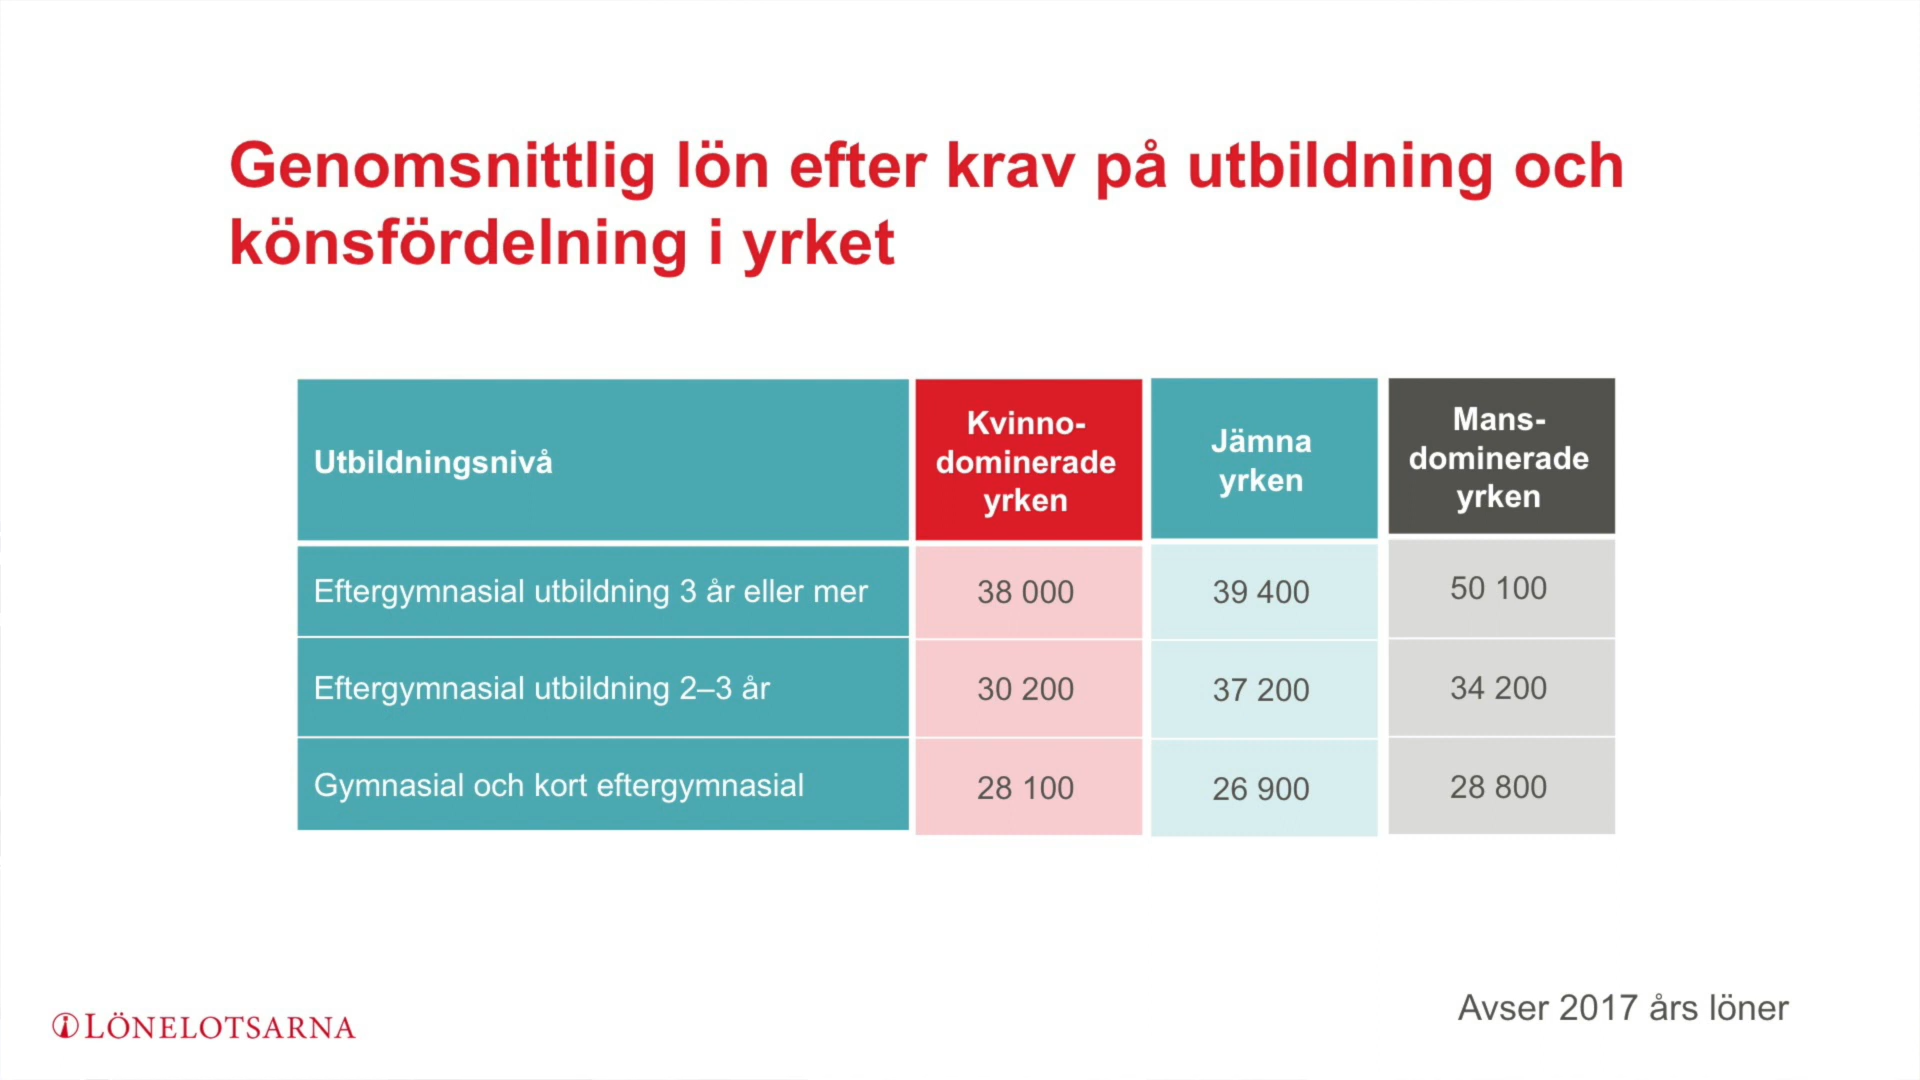 Genomsnittlig lön efter krav på utbildning och
könsfördelning i yrket
Utbildningsnivå
Kvinno-
dominerade
yrken
Jämna
yrken
Mans-
dominerade
yrken
Eftergymnasial utbildning 3 år eller mer
38 000
39 400
50 100
Eftergymnasial utbildning 2–3 år
30 200
37 200
34 200
Gymnasial och kort eftergymnasial
28 100
26 900
28 800
Avser 2017 års löner
LÖNELOTSARNA